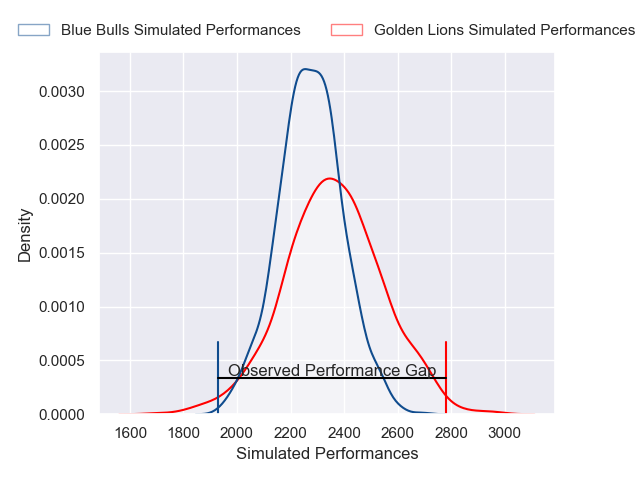 Blue Bulls Simulated Performances
Golden Lions Simulated Performances
0.0030
0.0025
0.0020
0.0015
0.0010
0.0005
0.0000
Density
Observed Performance Gap
1600 1800 2000 2200 2400 2600 2800 3000
Simulated Performances